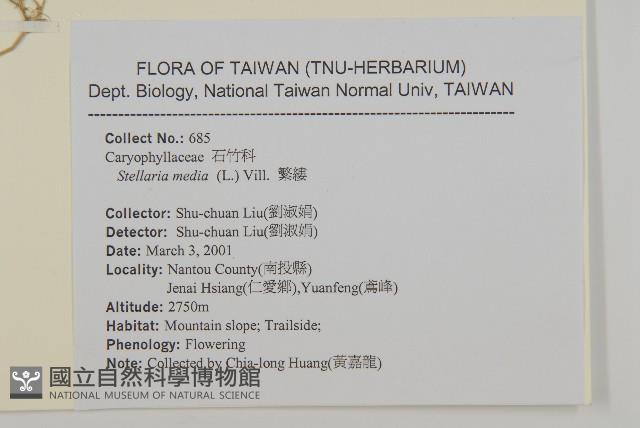 FLORA OF TAIWAN (TNU-HERBARIUM)
Dept. Biology, National Taiwan Normal Univ, TAIWAN
Collect No.: 685
Caryophyllaceae 石竹科
Stellaria media (L.) Vill. 繁縷
Collector: Shu-chuan Liu(劉淑娟)
Detector: Shu-chuan Liu(劉淑娟)
Date: March 3, 2001
Locality: Nantou County(南投縣)
Jenai Hsiang(仁愛鄉),Yuanfeng(鳶峰)
Altitude: 2750m
Habitat: Mountain slope; Trailside;
Phenology: Flowering
Note: Collected by Chia-long Huang(黃嘉龍)
國立自然科學博物館
NATIONAL MUSEUM OF NATURAL SCIENCE